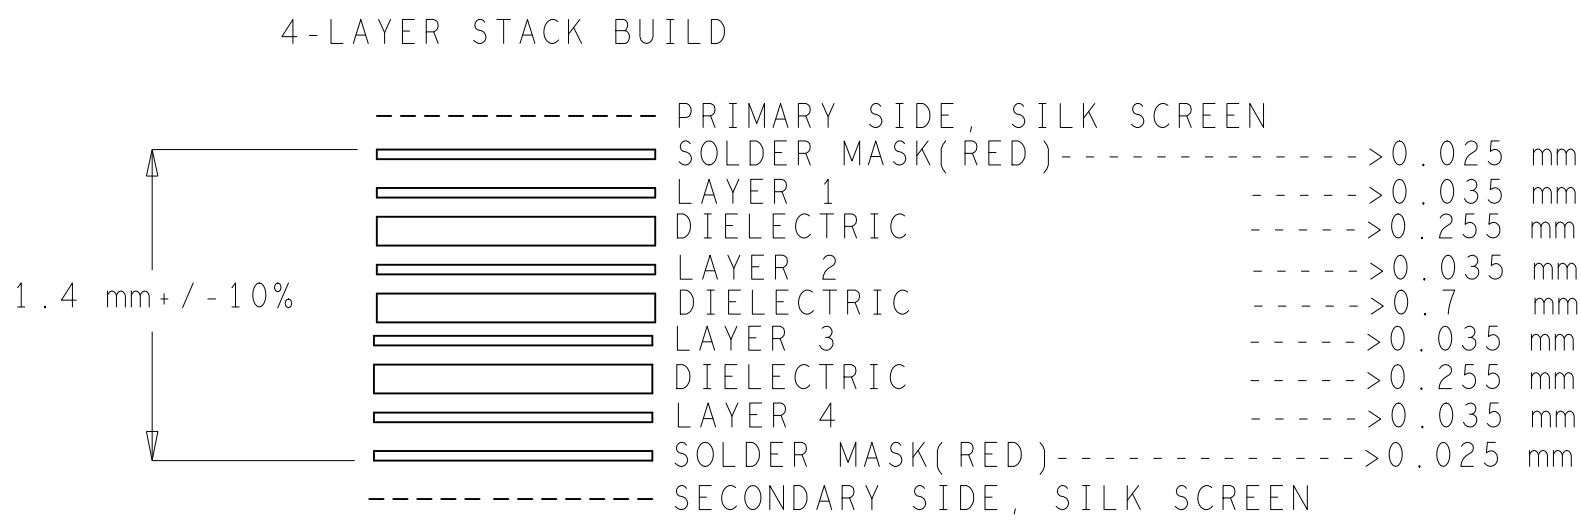 4-LAYER STACK BUILD
PRIMARY SIDE, SILK SCREEN
SOLDER MASK(RED)------------->0.025 mm
LAYER 1 ----->0.035 mm
DIELECTRIC ----->0.255 mm
LAYER 2 ----->0.035 mm
1.4 mm+/-10%
DIELECTRIC ----->0.7 mm
LAYER 3 ----->0.035 mm
DIELECTRIC ----->0.255 mm
LAYER 4 ----->0.035 mm
SOLDER MASK(RED)------------->0.025 mm
SECONDARY SIDE, SILK SCREEN